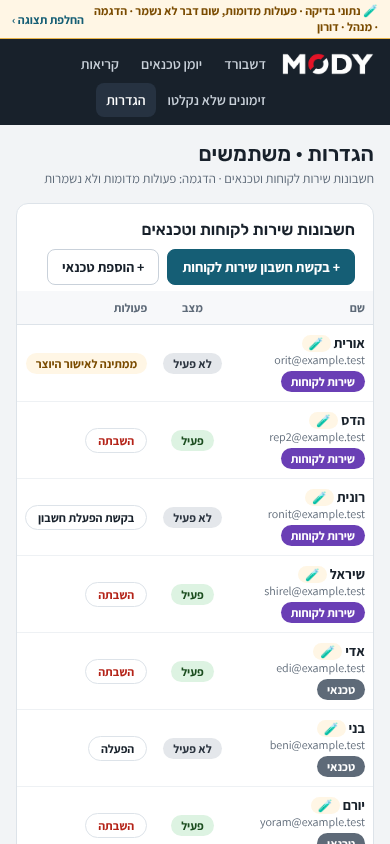 🧪 נתוני בדיקה · פעולות מדומות, שום דבר לא נשמר · הדגמה
· מנהל · דורון
החלפת תצוגה ›
MODY
דשבורד
יומן טכנאים
קריאות
זימונים שלא נקלטו
הגדרות
הגדרות • משתמשים
חשבונות שירות לקוחות וטכנאים · הדגמה: פעולות מדומות ולא נשמרות
חשבונות שירות לקוחות וטכנאים
+ בקשת חשבון שירות לקוחות
+ הוספת טכנאי
שם
מצב
פעולות
אורית 🧪
orit@example.test
שירות לקוחות
לא פעיל
ממתינה לאישור היוצר
הדס 🧪
rep2@example.test
שירות לקוחות
פעיל
השבתה
רונית 🧪
ronit@example.test
שירות לקוחות
לא פעיל
בקשת הפעלת חשבון
שיראל 🧪
shirel@example.test
שירות לקוחות
פעיל
השבתה
אדי 🧪
edi@example.test
טכנאי
פעיל
השבתה
בני 🧪
beni@example.test
טכנאי
לא פעיל
הפעלה
יורם 🧪
yoram@example.test
טכנאי
פעיל
השבתה